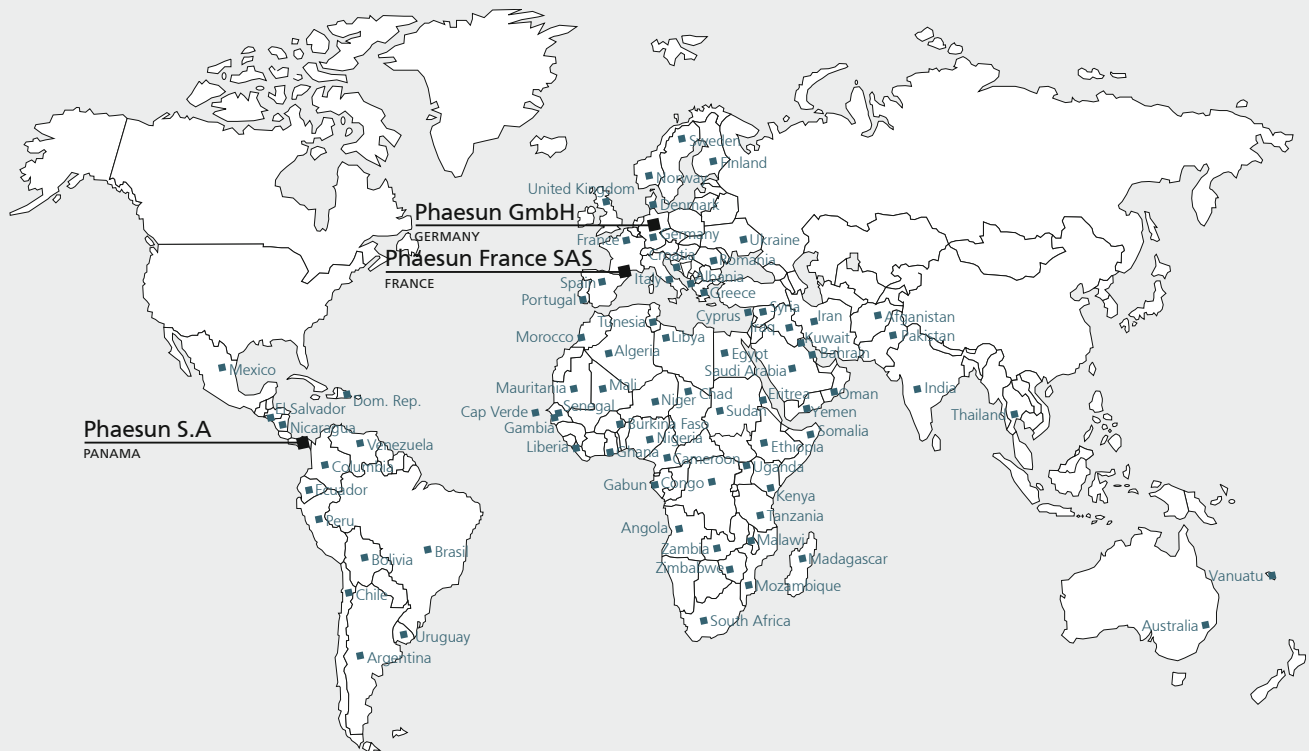 Sweden
Finland
Norway
United Kingdom
Denmark
Phaesun GmbH
GERMANY
Germany
France
Ukraine
Croatia
Phaesun France SAS
FRANCE
Romania
Italy
Albania
Spain
Greece
Portugal
Cyprus
Syria
Tunesia
Iran
Afganistan
Iraq
Morocco
Libya
Kuwait
Pakistan
Algeria
Egypt
Bahrain
Mexico
Saudi Arabia
Mauritania
Mali
Chad
Eritrea
Oman
India
Dom. Rep.
Niger
El Salvador
Cap Verde
Senegal
Sudan
Yemen
Thailand
Nicaragua
Gambia
Burkina Faso
Somalia
Phaesun S.A
PANAMA
Venezuela
Nigeria
Liberia
Ghana
Ethiopia
Columbia
Cameroon
Uganda
Ecuador
Gabun
Congo
Kenya
Peru
Tanzania
Angola
Malawi
Zambia
Brasil
Bolivia
Madagascar
Zimbabwe
Vanuatu
Mozambique
Chile
South Africa
Australia
Uruguay
Argentina